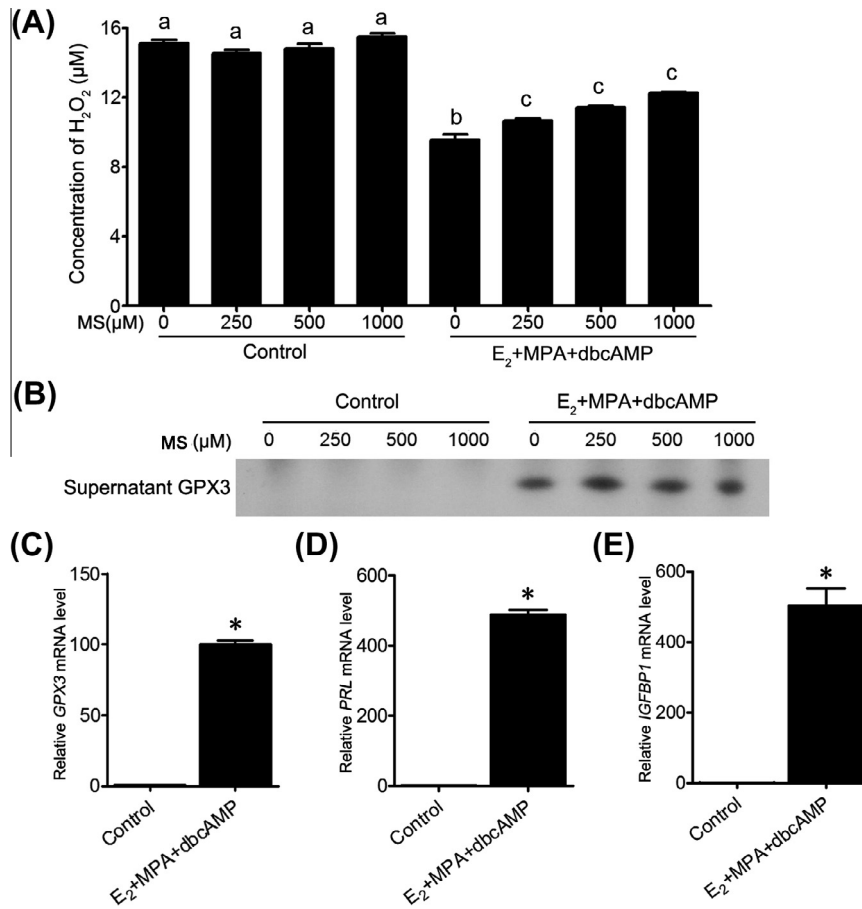 (A)
Concentration of H₂O₂ (µM)
16
12
8
4
0
a a a a b c c c
MS(µM) 0 250 500 1000 0 250 500 1000
Control E₂+MPA+dbcAMP
(B)
Control E₂+MPA+dbcAMP
MS (µM) 0 250 500 1000 0 250 500 1000
Supernatant GPX3
(C)
Relative GPX3 mRNA level
150
100
50
0
*
Control
E₂+MPA+dbcAMP
(D)
Relative PRL mRNA level
600
400
200
0
*
Control
E₂+MPA+dbcAMP
(E)
Relative IGFBP1 mRNA level
600
400
200
0
*
Control
E₂+MPA+dbcAMP